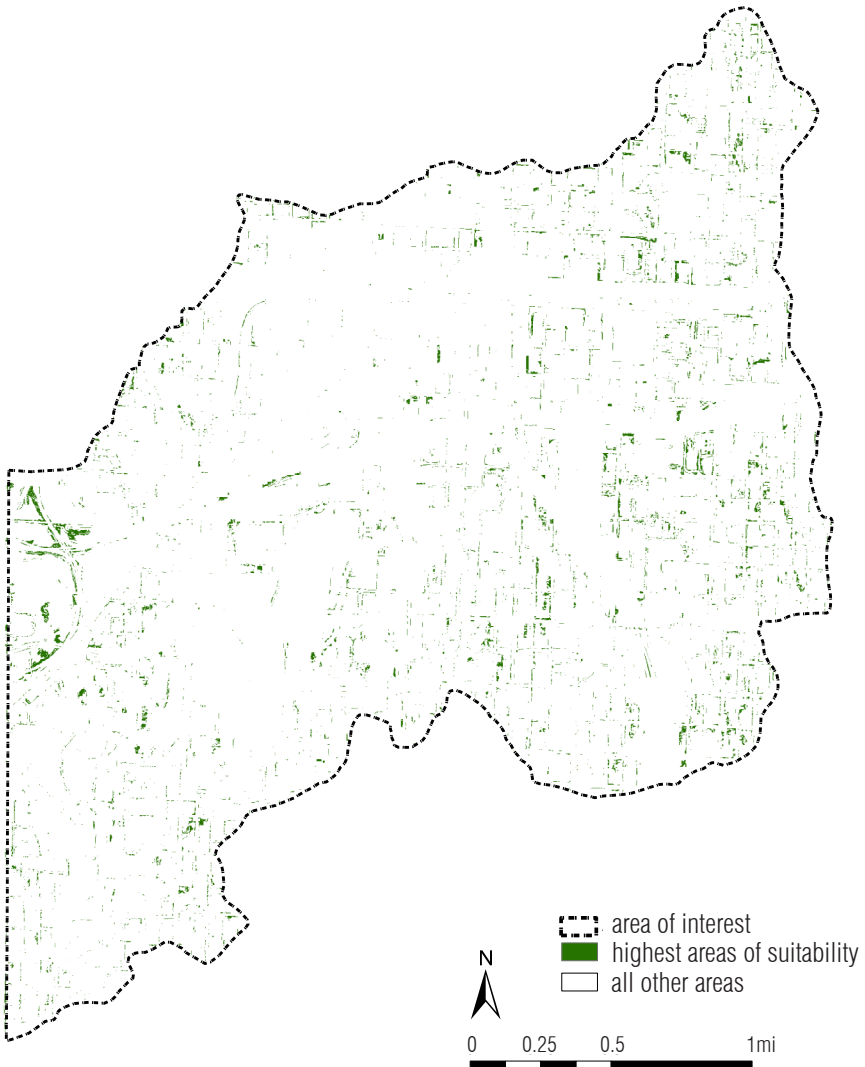 area of interest
highest areas of suitability
all other areas
N
0 0.25 0.5 1mi